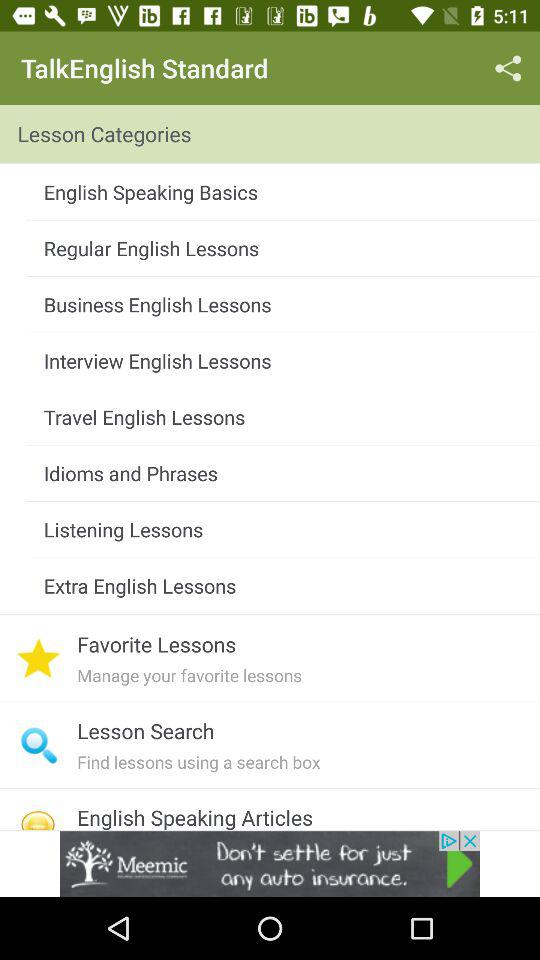 5:11
TalkEnglish Standard
Lesson Categories
English Speaking Basics
Regular English Lessons
Business English Lessons
Interview English Lessons
Travel English Lessons
Idioms and Phrases
Listening Lessons
Extra English Lessons
Favorite Lessons
Manage your favorite lessons
Lesson Search
Find lessons using a search box
English Speaking Articles
Meemic
Don't settle for just
any auto insurance.